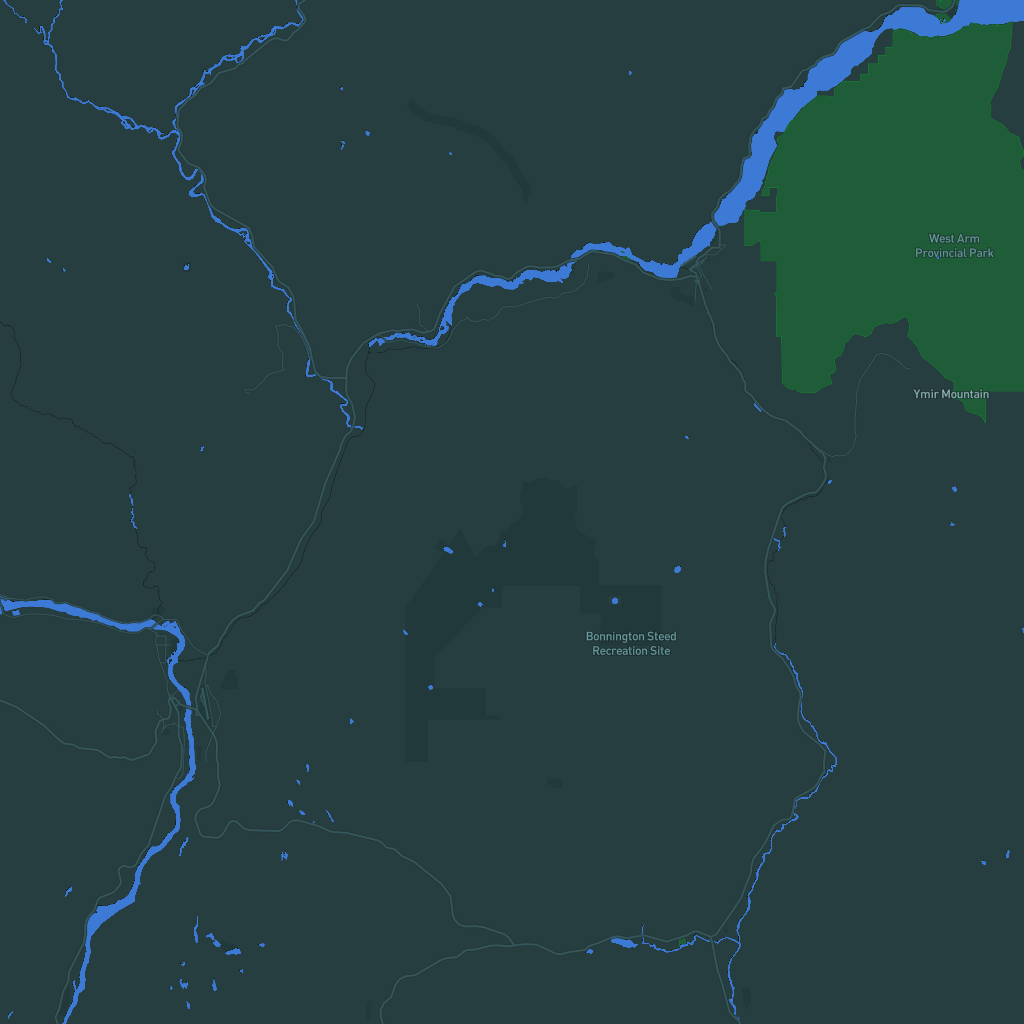 West Arm
Provincial Park
Ymir Mountain
Bonnington Steed
Recreation Site